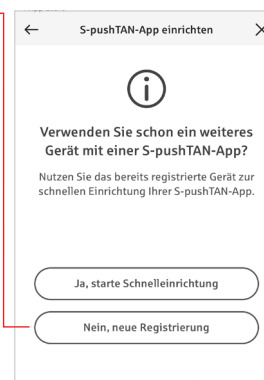 S-pushTAN-App einrichten
Verwenden Sie schon ein weiteres
Gerät mit einer S-pushTAN-App?
Nutzen Sie das bereits registrierte Gerät zur
schnellen Einrichtung Ihrer S-pushTAN-App.
Ja, starte Schnelleinrichtung
Nein, neue Registrierung